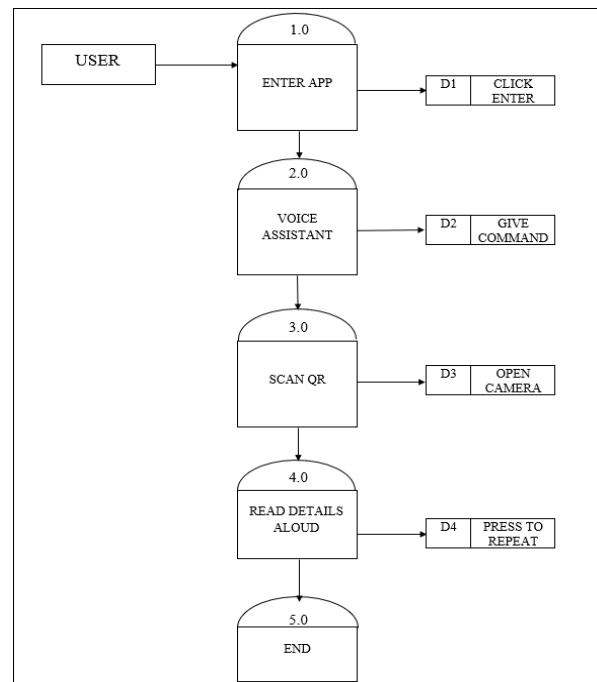 1.0
USER
ENTER APP
D1
CLICK
ENTER
2.0
VOICE
ASSISTANT
D2
GIVE
COMMAND
3.0
SCAN QR
D3
OPEN
CAMERA
4.0
READ DETAILS
ALOUD
D4
PRESS TO
REPEAT
5.0
END